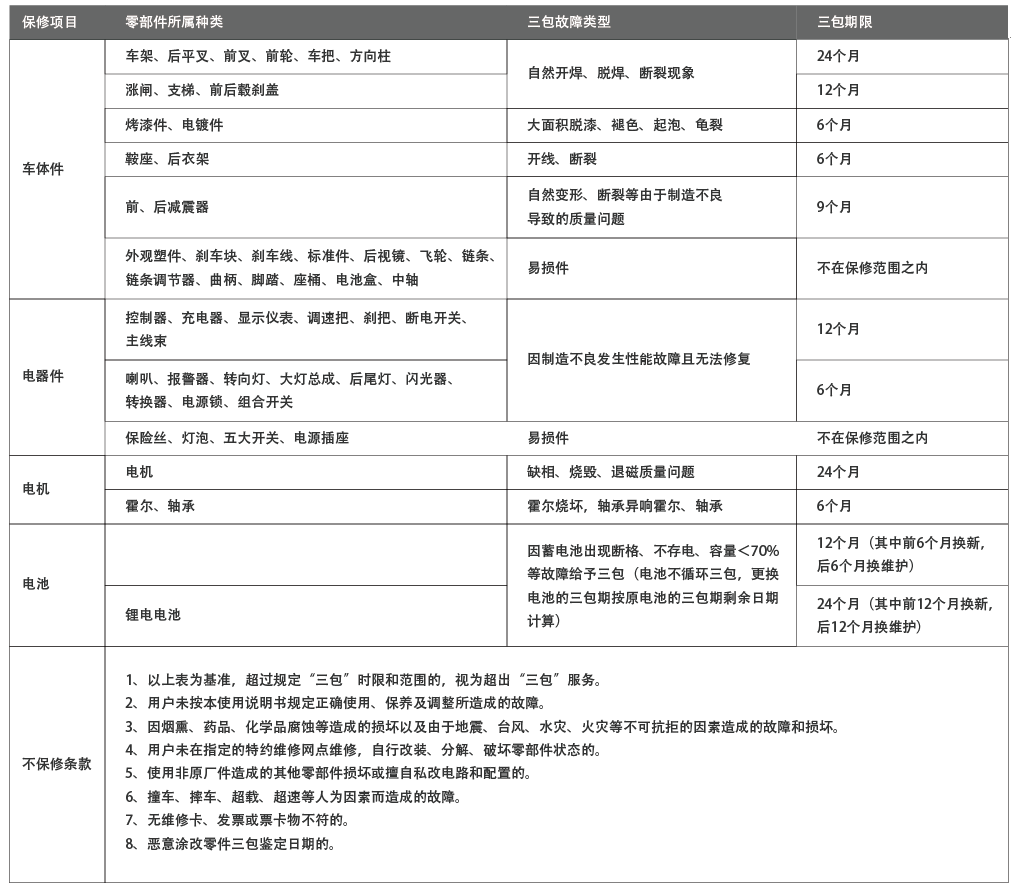 保修项目 零部件所属种类 三包故障类型 三包期限
车体件
车架、后平叉、前叉、前轮、车把、方向柱
自然开焊、脱焊、断裂现象
24个月
涨闸、支梯、前后毂刹盖
12个月
烤漆件、电镀件
大面积脱漆、褪色、起泡、龟裂
6个月
鞍座、后衣架
开线、断裂
6个月
前、后减震器
自然变形、断裂等由于制造不良
导致的质量问题
9个月
外观塑件、刹车块、刹车线、标准件、后视镜、飞轮、链条、
链条调节器、曲柄、脚踏、座桶、电池盒、中轴
易损件
不在保修范围之内
电器件
控制器、充电器、显示仪表、调速把、刹把、断电开关、
主线束
因制造不良发生性能故障且无法修复
12个月
喇叭、报警器、转向灯、大灯总成、后尾灯、闪光器、
转换器、电源锁、组合开关
6个月
保险丝、灯泡、五大开关、电源插座
易损件
不在保修范围之内
电机
电机
缺相、烧毁、退磁质量问题
24个月
霍尔、轴承
霍尔烧坏，轴承异响霍尔、轴承
6个月
电池
因蓄电池出现断格、不存电、容量＜70%
等故障给予三包（电池不循环三包，更换
电池的三包期按原电池的三包期剩余日期
计算）
12个月（其中前6个月换新，
后6个月换维护）
锂电电池
24个月（其中前12个月换新，
后12个月换维护）
不保修条款
1、以上表为基准，超过规定“三包”时限和范围的，视为超出“三包”服务。
2、用户未按本使用说明书规定正确使用、保养及调整所造成的故障。
3、因烟熏、药品、化学品腐蚀等造成的损坏以及由于地震、台风、水灾、火灾等不可抗拒的因素造成的故障和损坏。
4、用户未在指定的特约维修网点维修，自行改装、分解、破坏零部件状态的。
5、使用非原厂件造成的其他零部件损坏或擅自私改电路和配置的。
6、撞车、摔车、超载、超速等人为因素而造成的故障。
7、无维修卡、发票或票卡物不符的。
8、恶意涂改零件三包鉴定日期的。